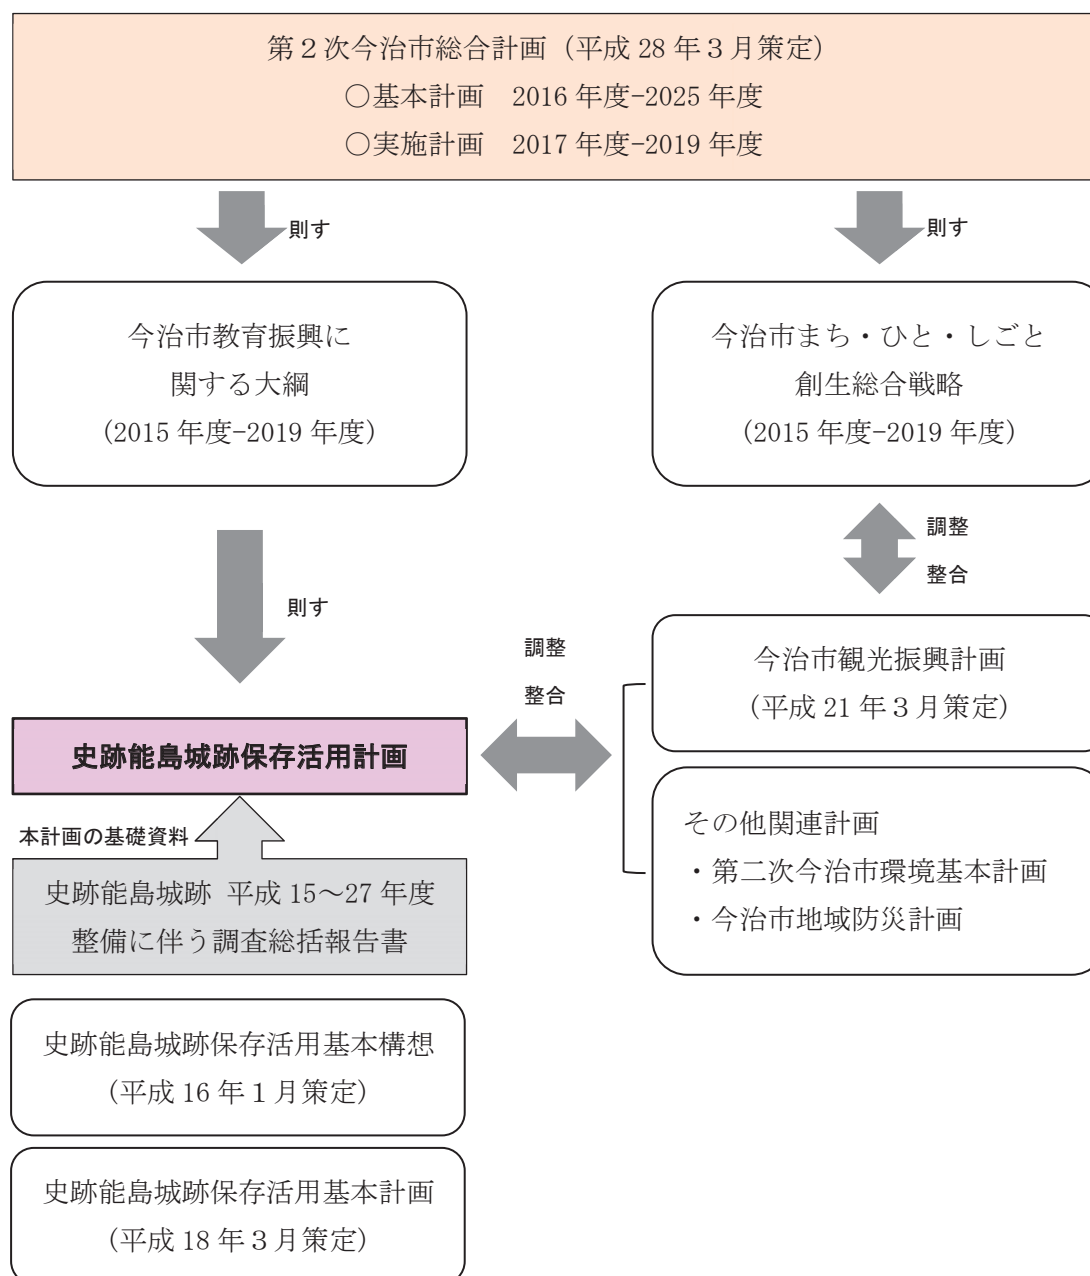 第２次今治市総合計画（平成 28 年３月策定）
○基本計画　2016 年度-2025 年度
○実施計画　2017 年度-2019 年度
則す
則す
今治市教育振興に
関する大綱
（2015 年度-2019 年度）
今治市まち・ひと・しごと
創生総合戦略
（2015 年度-2019 年度）
調整
整合
則す
調整
整合
今治市観光振興計画
（平成 21 年３月策定）
史跡能島城跡保存活用計画
その他関連計画
・第二次今治市環境基本計画
・今治市地域防災計画
本計画の基礎資料
史跡能島城跡 平成 15～27 年度
整備に伴う調査総括報告書
史跡能島城跡保存活用基本構想
（平成 16 年１月策定）
史跡能島城跡保存活用基本計画
（平成 18 年３月策定）